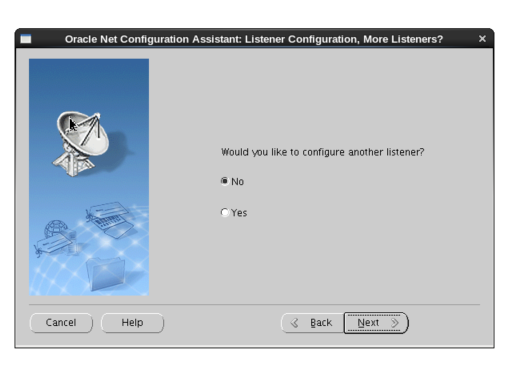 Oracle Net Configuration Assistant: Listener Configuration, More Listeners?
Would you like to configure another listener?
No
Yes
Cancel
Help
Back
Next